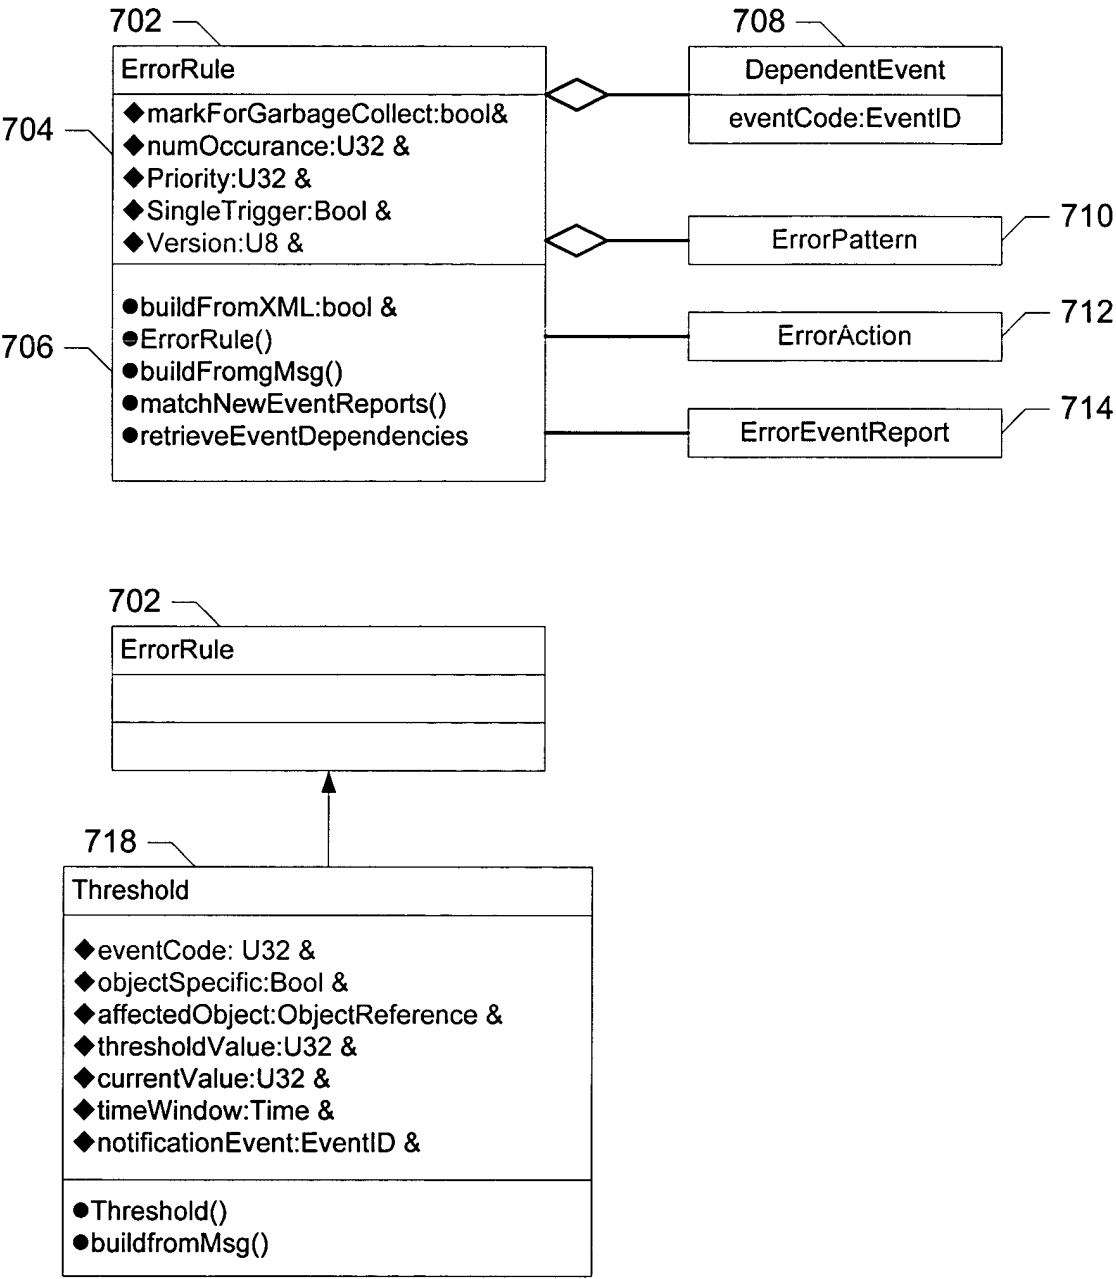 702
ErrorRule
704
◆markForGarbageCollect:bool&
◆numOccurance:U32 &
◆Priority:U32 &
◆SingleTrigger:Bool &
◆Version:U8 &
706
●buildFromXML:bool &
●ErrorRule()
●buildFromgMsg()
●matchNewEventReports()
●retrieveEventDependencies
708
DependentEvent
eventCode:EventID
710
ErrorPattern
712
ErrorAction
714
ErrorEventReport
702
ErrorRule
718
Threshold
◆eventCode: U32 &
◆objectSpecific:Bool &
◆affectedObject:ObjectReference &
◆thresholdValue:U32 &
◆currentValue:U32 &
◆timeWindow:Time &
◆notificationEvent:EventID &
●Threshold()
●buildfromMsg()